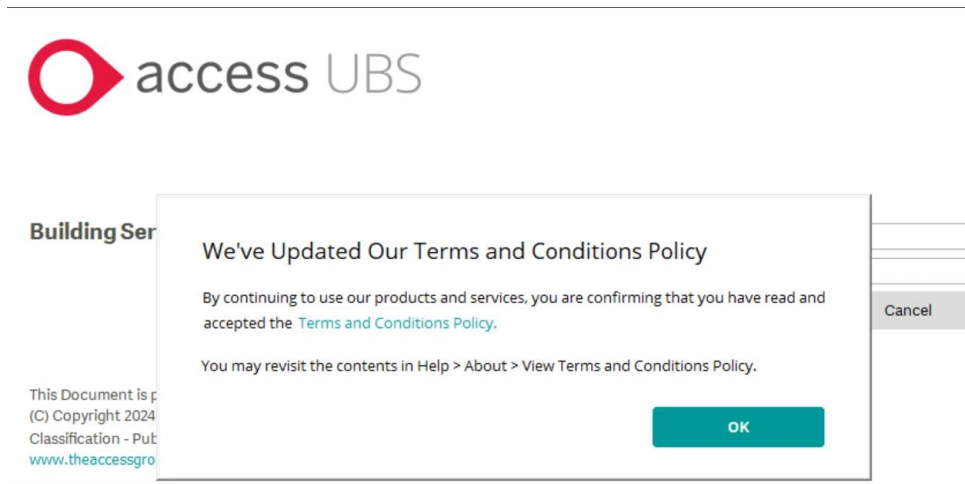 access UBS
Building Ser
We've Updated Our Terms and Conditions Policy
By continuing to use our products and services, you are confirming that you have read and
accepted the Terms and Conditions Policy.
Cancel
You may revisit the contents in Help > About > View Terms and Conditions Policy.
This Document is p
(C) Copyright 2024
OK
Classification - Pub
www.theaccessgro